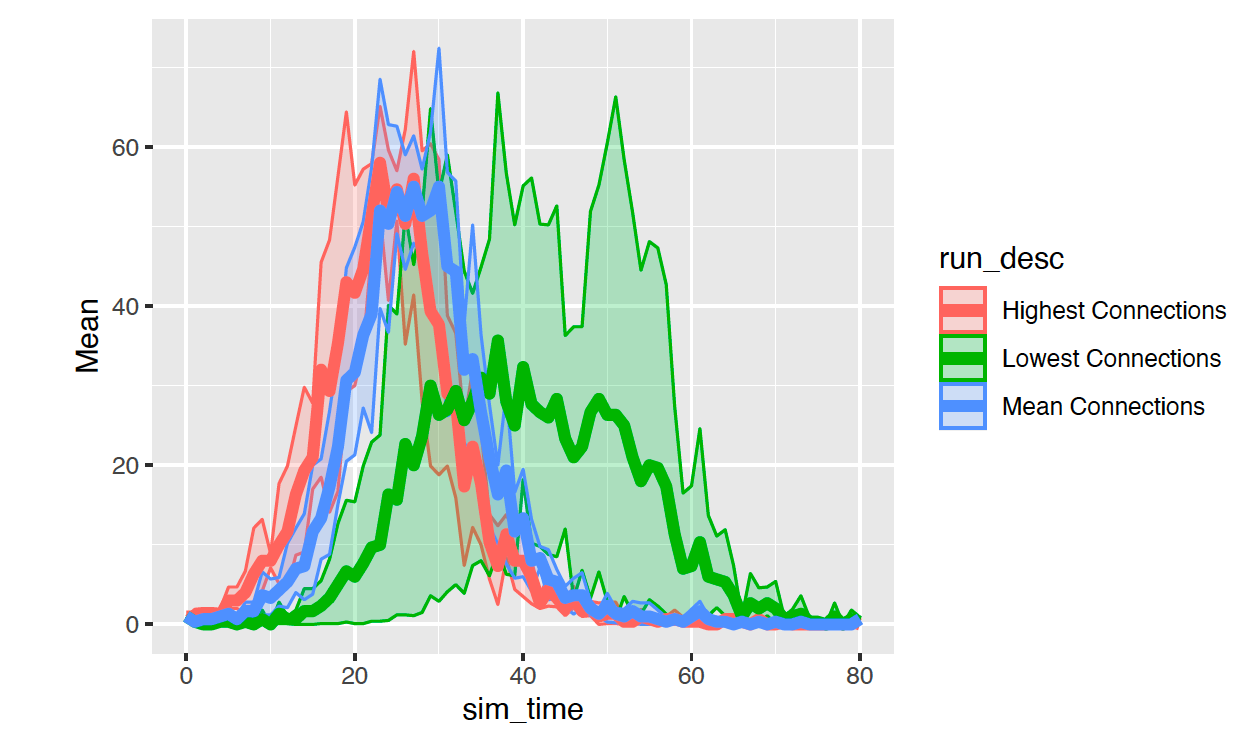 60
40
20
0
Mean
0 20 40 60 80
sim_time
run_desc
Highest Connections
Lowest Connections
Mean Connections